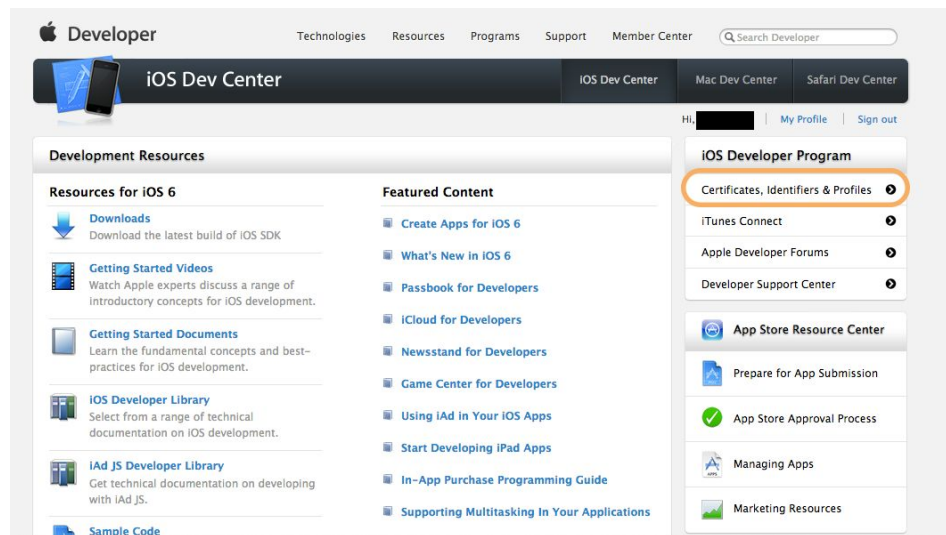 Developer
Technologies
Resources
Programs
Support
Member Center
Search Developer
iOS Dev Center
iOS Dev Center
Mac Dev Center
Safari Dev Center
Hi,
My Profile
Sign out
Development Resources
Resources for iOS 6
Downloads
Download the latest build of iOS SDK
Getting Started Videos
Watch Apple experts discuss a range of
introductory concepts for iOS development.
Getting Started Documents
Learn the fundamental concepts and best-
practices for iOS development.
iOS Developer Library
Select from a range of technical
documentation on iOS development.
iAd JS Developer Library
Get technical documentation on developing
with iAd JS.
Sample Code
Featured Content
Create Apps for iOS 6
What's New in iOS 6
Passbook for Developers
iCloud for Developers
Newsstand for Developers
Game Center for Developers
Using iAd in Your iOS Apps
Start Developing iPad Apps
In-App Purchase Programming Guide
Supporting Multitasking In Your Applications
iOS Developer Program
Certificates, Identifiers & Profiles
iTunes Connect
Apple Developer Forums
Developer Support Center
App Store Resource Center
Prepare for App Submission
App Store Approval Process
Managing Apps
Marketing Resources